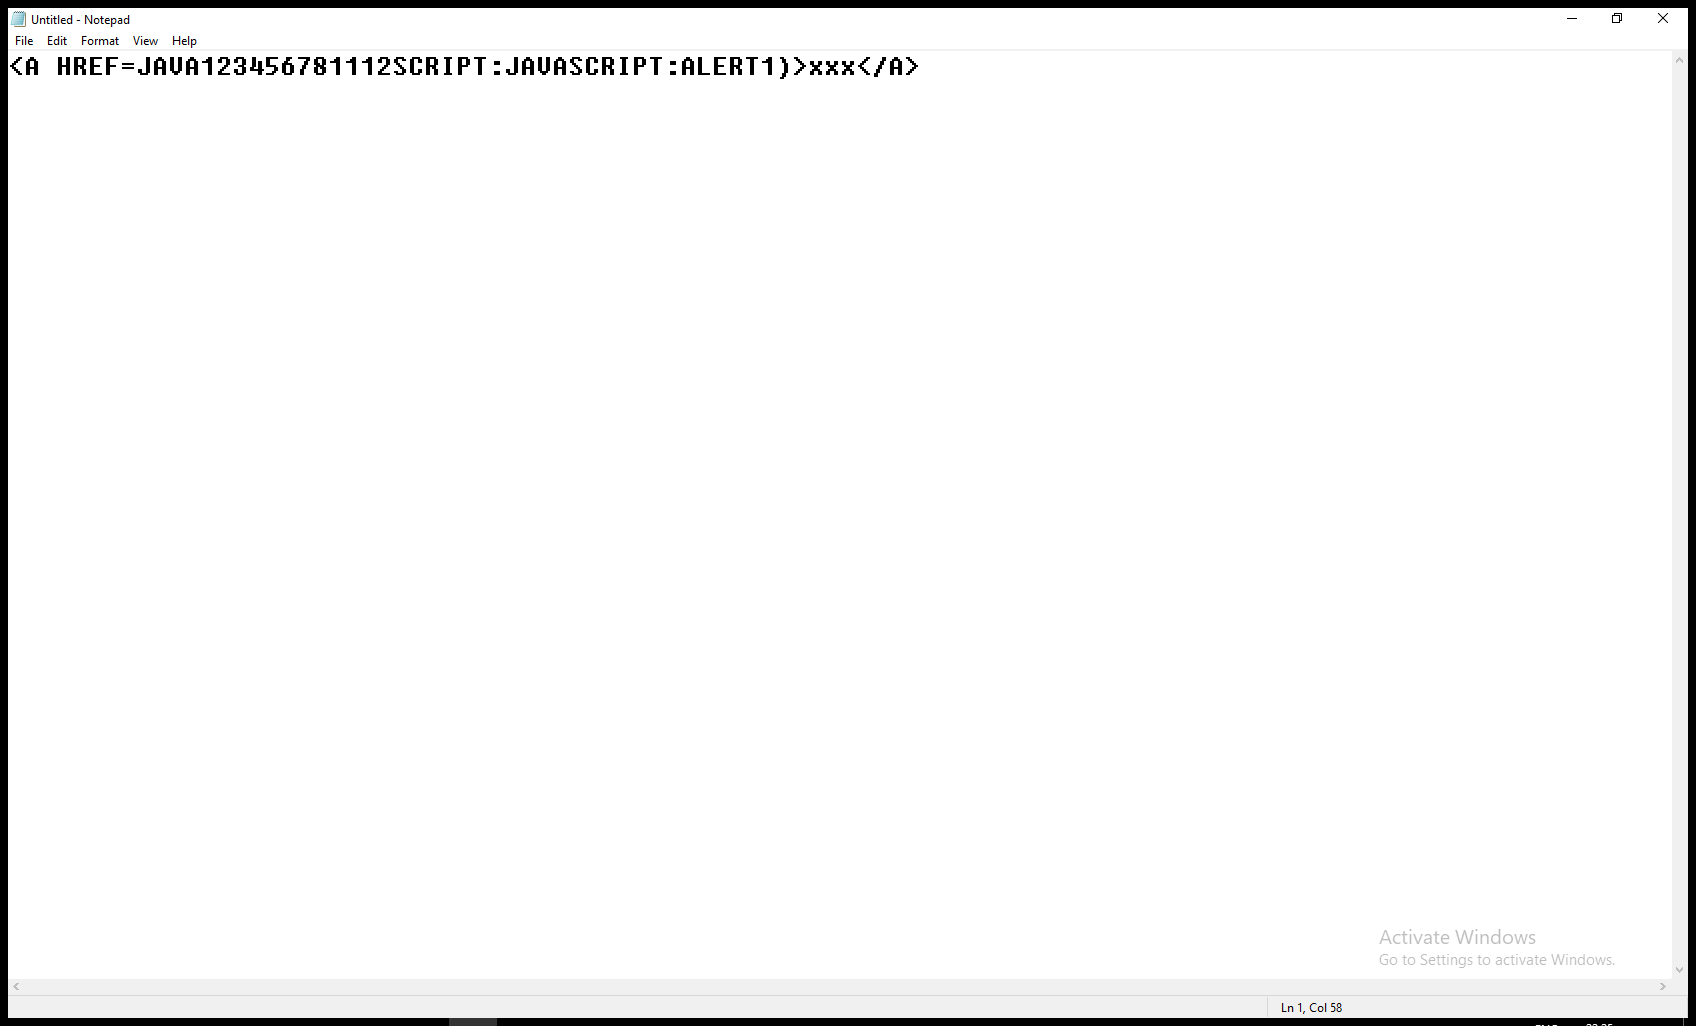 Untitled - Notepad
File Edit Format View Help
<A HREF=JAVA123456781112SCRIPT:JAVASCRIPT:ALERT1)>xxx</A>
Activate Windows
Go to Settings to activate Windows.
Ln 1, Col 58